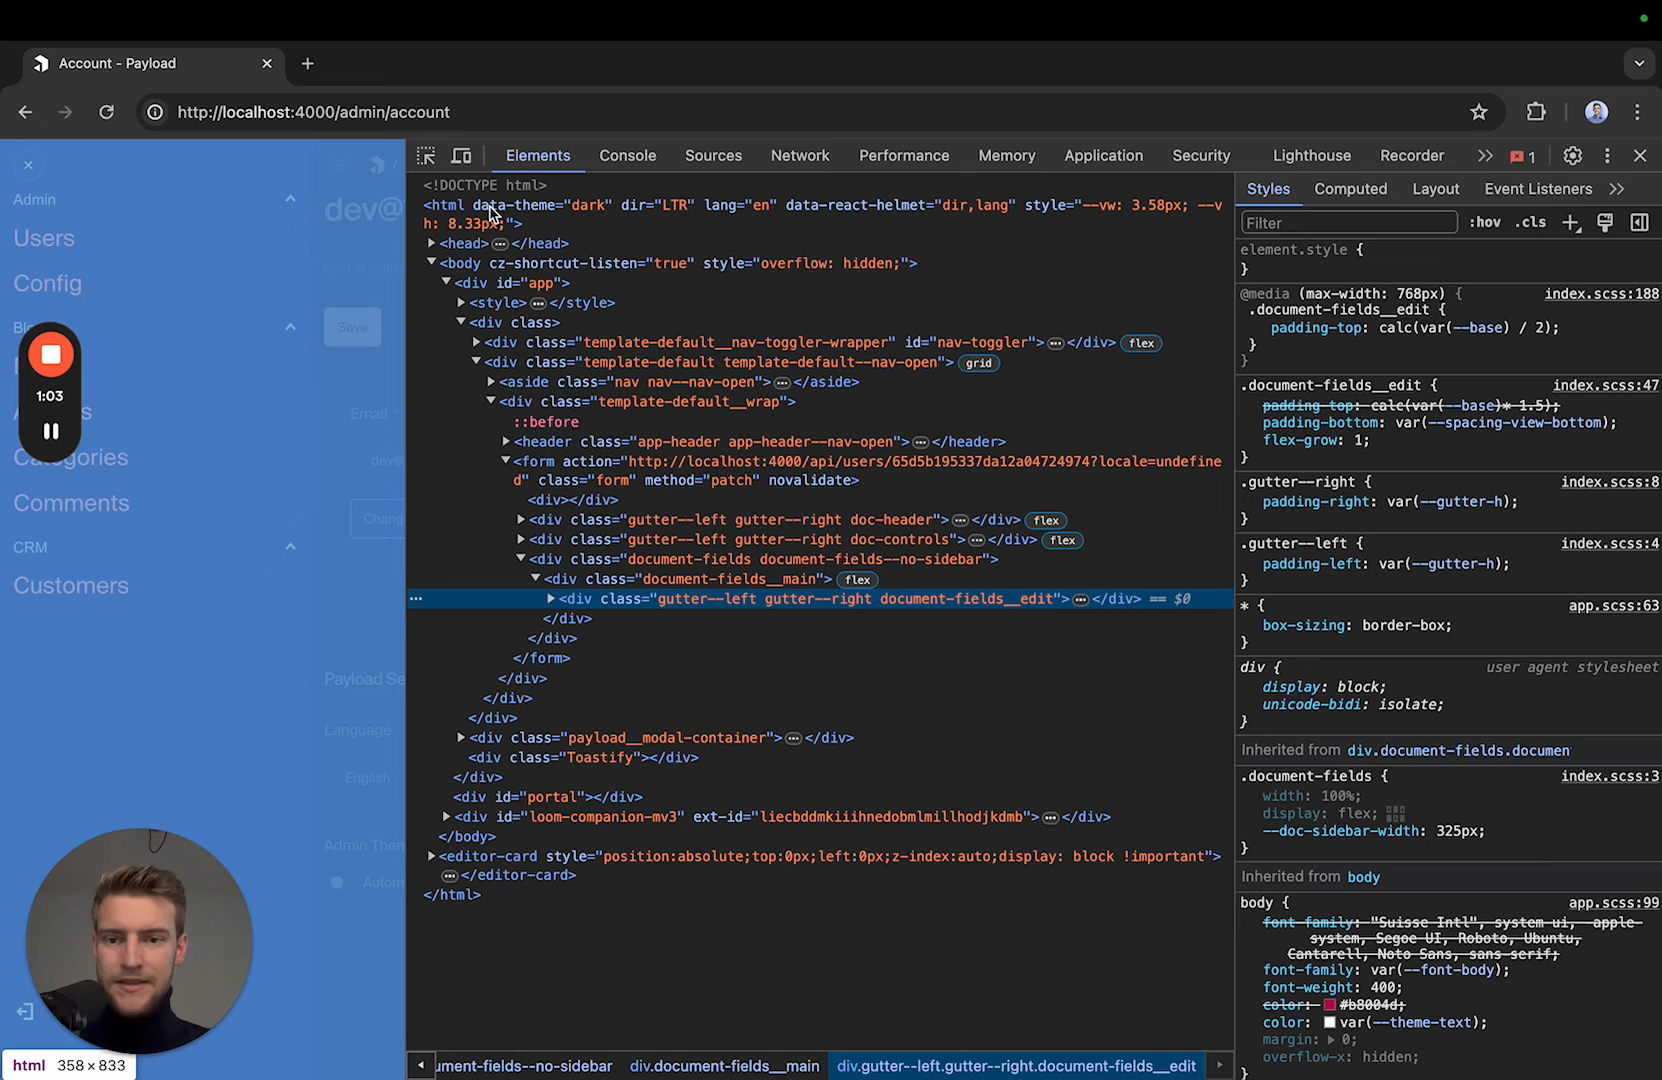 Account - Payload
http://localhost:4000/admin/account
Admin
Users
Config
1:03
Categories
Comments
CRM
Customers
dev@
Save
Email *
dev@
Payload Se
Language
English
Admin Them
Autom
html 358×833
Elements Console Sources Network Performance Memory Application Security Lighthouse Recorder 1
<!DOCTYPE html>
<html data-theme="dark" dir="LTR" lang="en" data-react-helmet="dir,lang" style="--vw: 3.58px; --v
h: 8.33px;">
<head> … </head>
<body cz-shortcut-listen="true" style="overflow: hidden;">
<div id="app">
<style> … </style>
<div class>
<div class="template-default__nav-toggler-wrapper" id="nav-toggler"> … </div> flex
<div class="template-default template-default--nav-open"> grid
<aside class="nav nav--nav-open"> … </aside>
<div class="template-default__wrap">
::before
<header class="app-header app-header--nav-open"> … </header>
<form action="http://localhost:4000/api/users/65d5b195337da12a04724974?locale=undefine
d" class="form" method="patch" novalidate>
<div></div>
<div class="gutter--left gutter--right doc-header"> … </div> flex
<div class="gutter--left gutter--right doc-controls"> … </div> flex
<div class="document-fields document-fields--no-sidebar">
<div class="document-fields__main"> flex
… <div class="gutter--left gutter--right document-fields__edit"> … </div> == $0
</div>
</div>
</form>
</div>
</div>
</div>
<div class="payload__modal-container"> … </div>
<div class="Toastify"></div>
</div>
<div id="portal"></div>
<div id="loom-companion-mv3" ext-id="liecbddmkiiihnedobmlmillhodjkdmb"> … </div>
</body>
<editor-card style="position:absolute;top:0px;left:0px;z-index:auto;display: block !important">
… </editor-card>
</html>
ument-fields--no-sidebar div.document-fields__main div.gutter--left.gutter--right.document-fields__edit
Styles Computed Layout Event Listeners
Filter :hov .cls
element.style {
}
@media (max-width: 768px) { index.scss:188
.document-fields__edit {
padding-top: calc(var(--base) / 2);
}
}
.document-fields__edit { index.scss:47
padding-top: calc(var(--base)* 1.5);
padding-bottom: var(--spacing-view-bottom);
flex-grow: 1;
}
.gutter--right { index.scss:8
padding-right: var(--gutter-h);
}
.gutter--left { index.scss:4
padding-left: var(--gutter-h);
}
* { app.scss:63
box-sizing: border-box;
}
div { user agent stylesheet
display: block;
unicode-bidi: isolate;
}
Inherited from div.document-fields.documen
.document-fields { index.scss:3
width: 100%;
display: flex;
--doc-sidebar-width: 325px;
}
Inherited from body
body { app.scss:99
font-family: "Suisse Intl", system-ui, -apple-
system, Segoe UI, Roboto, Ubuntu,
Cantarell, Noto Sans, sans-serif;
font-family: var(--font-body);
font-weight: 400;
color: #b8004d;
color: var(--theme-text);
margin: 0;
overflow-x: hidden;
}